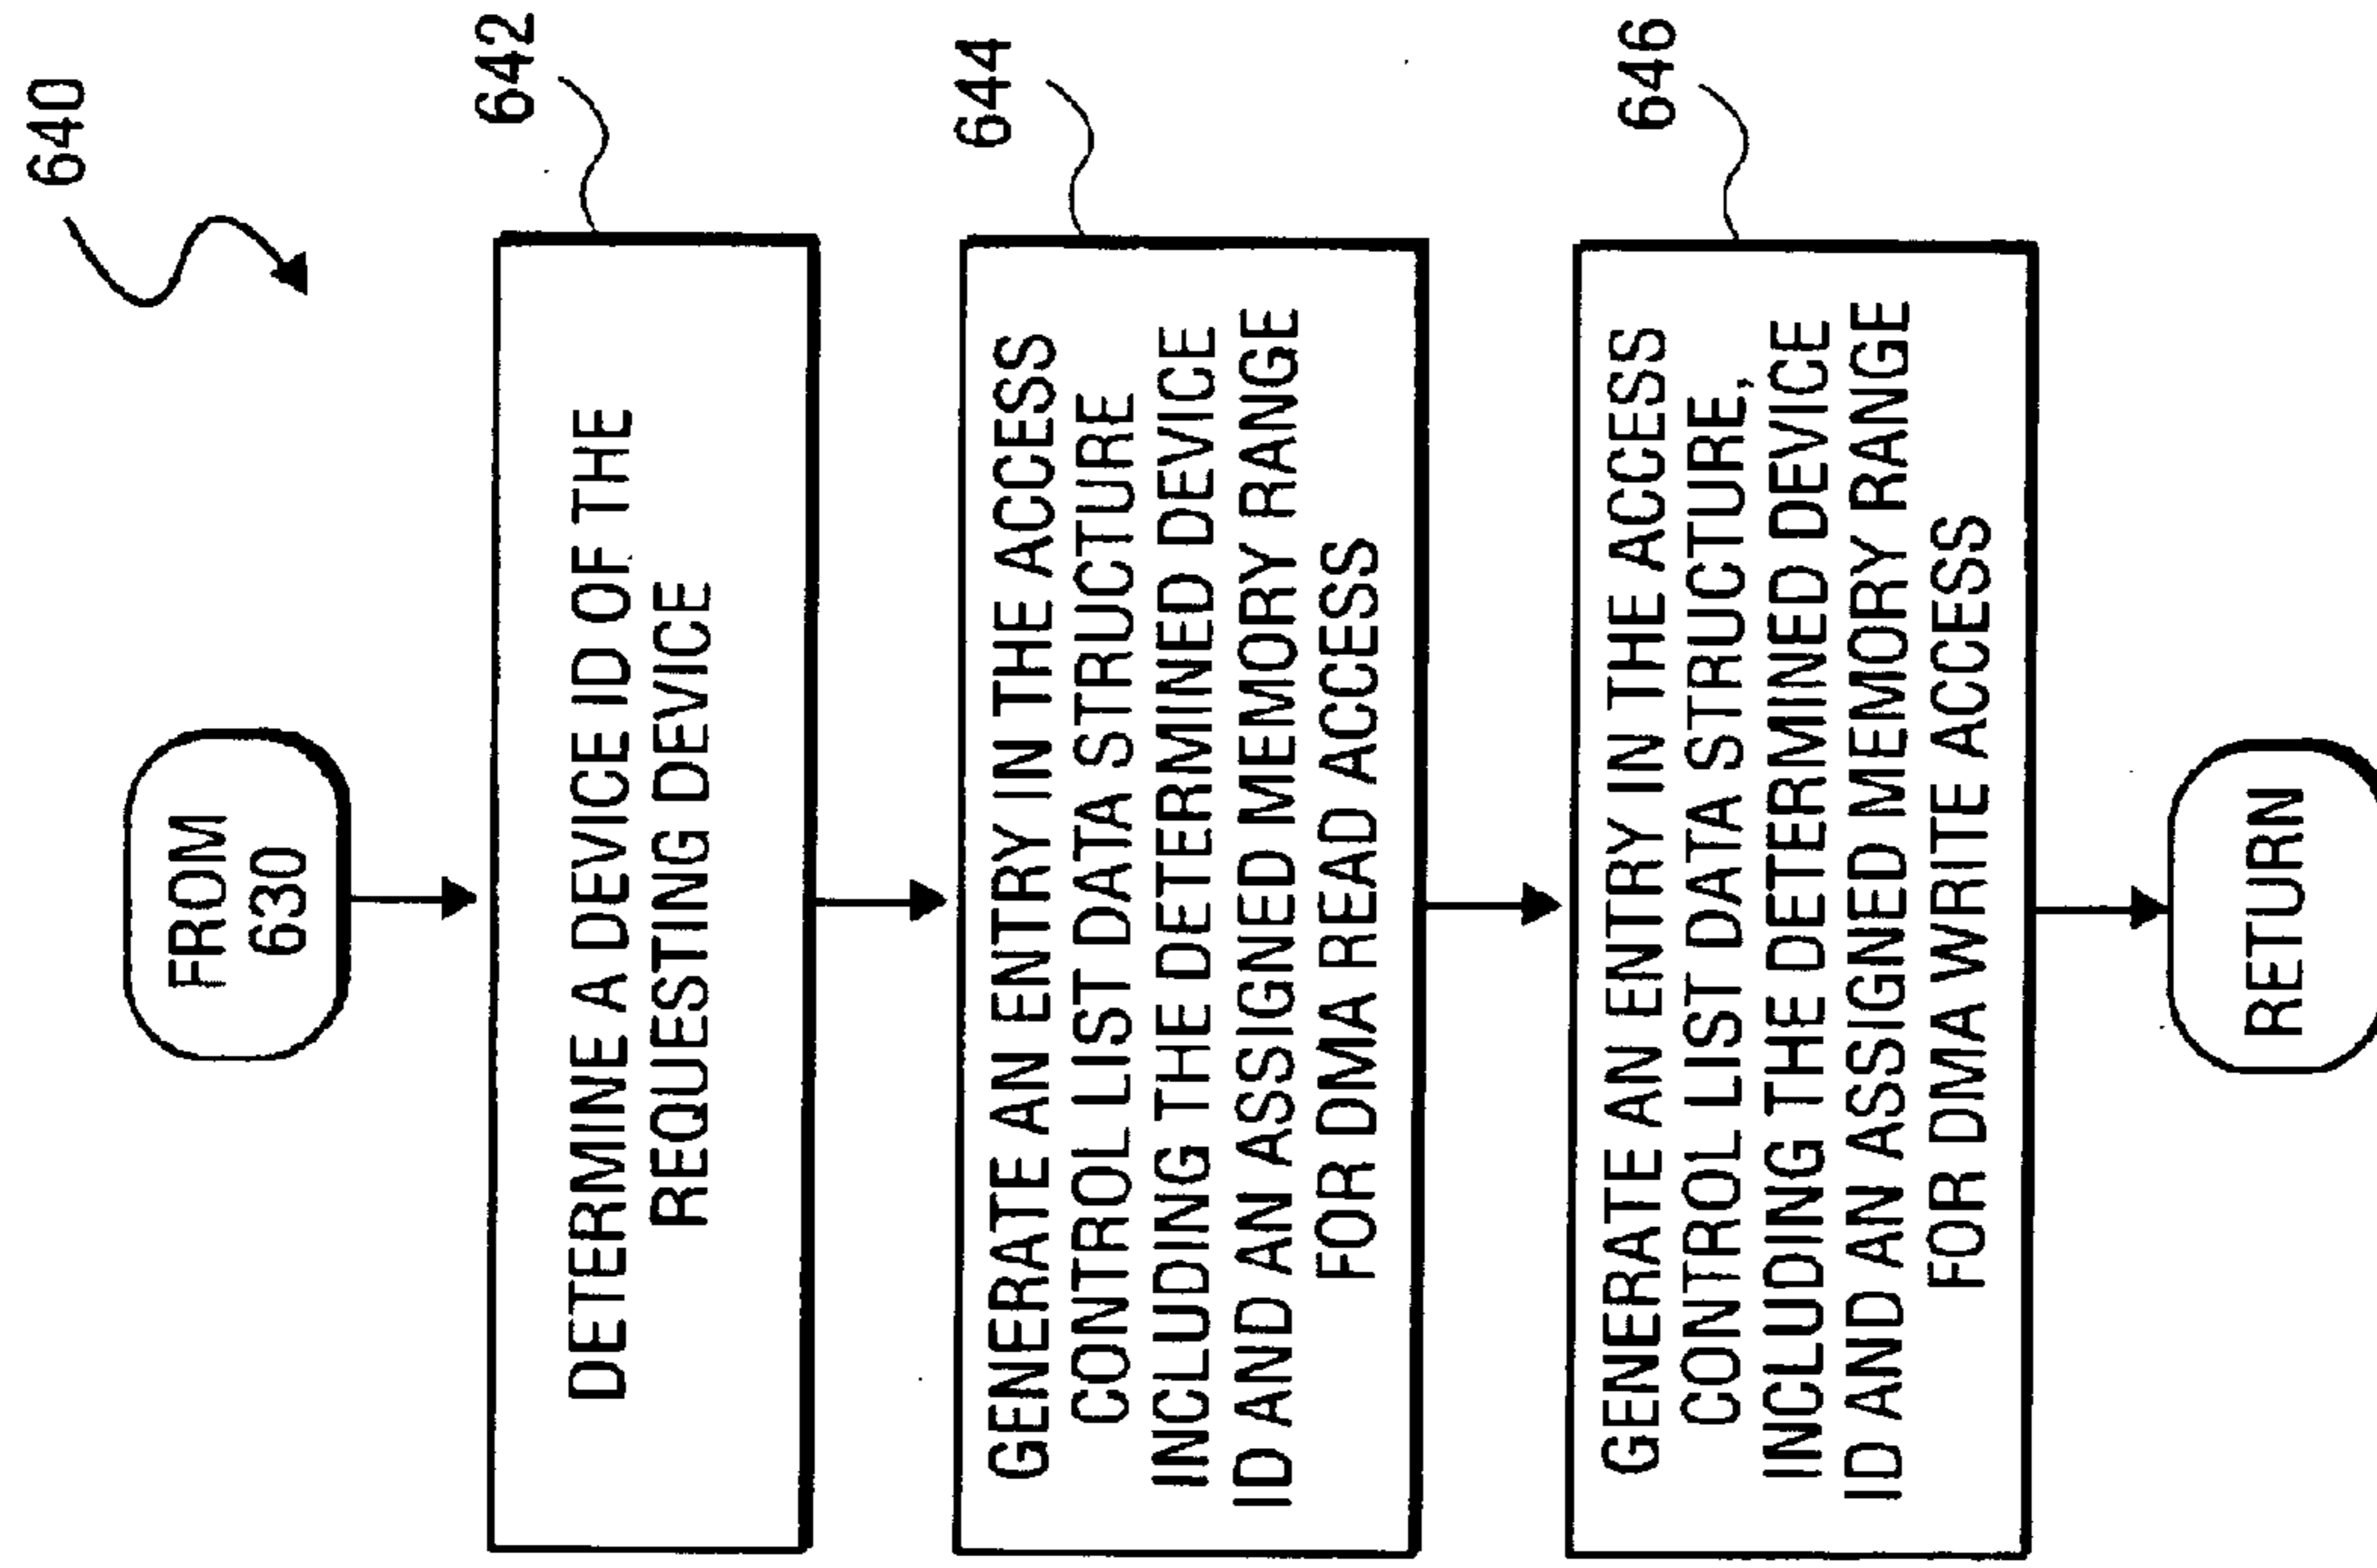 640
FROM
630
642
DETERMINE A DEVICE ID OF THE
REQUESTING DEVICE
644
GENERATE AN ENTRY IN THE ACCESS
CONTROL LIST DATA STRUCTURE
INCLUDING THE DETERMINED DEVICE
ID AND AN ASSIGNED MEMORY RANGE
FOR DMA READ ACCESS
646
GENERATE AN ENTRY IN THE ACCESS
CONTROL LIST DATA STRUCTURE,
INCLUDING THE DETERMINED DEVICE
ID AND AN ASSIGNED MEMORY RANGE
FOR DMA WRITE ACCESS
RETURN